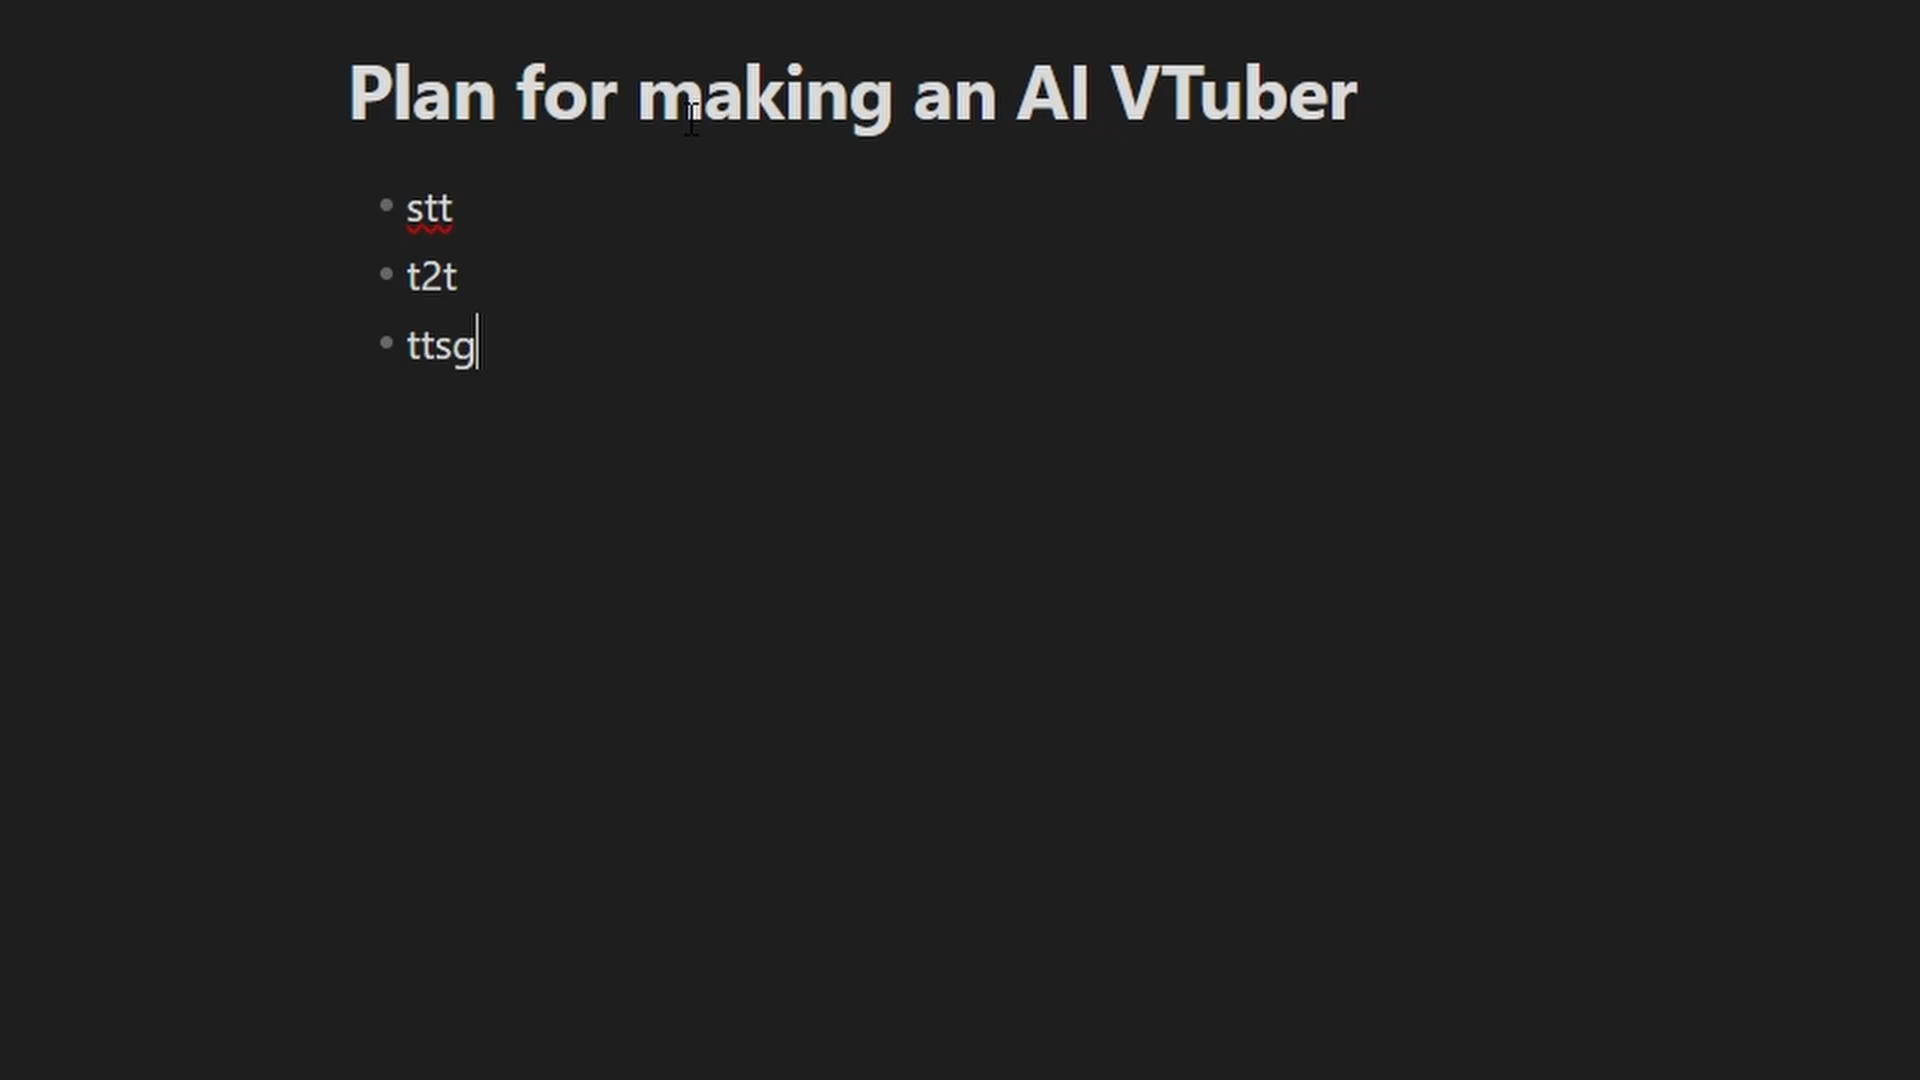 Plan for making an AI VTuber
• stt
• t2t
• ttsg